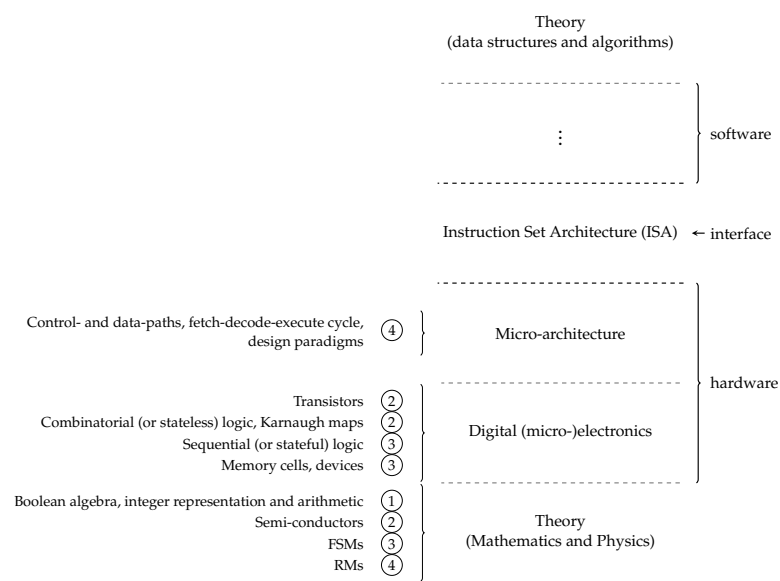 Theory
(data structures and algorithms)
⋮
software
Instruction Set Architecture (ISA) ← interface
Control- and data-paths, fetch-decode-execute cycle,
design paradigms
4
Micro-architecture
hardware
Transistors 2
Combinatorial (or stateless) logic, Karnaugh maps 2
Sequential (or stateful) logic 3
Memory cells, devices 3
Digital (micro-)electronics
Boolean algebra, integer representation and arithmetic 1
Semi-conductors 2
FSMs 3
RMs 4
Theory
(Mathematics and Physics)